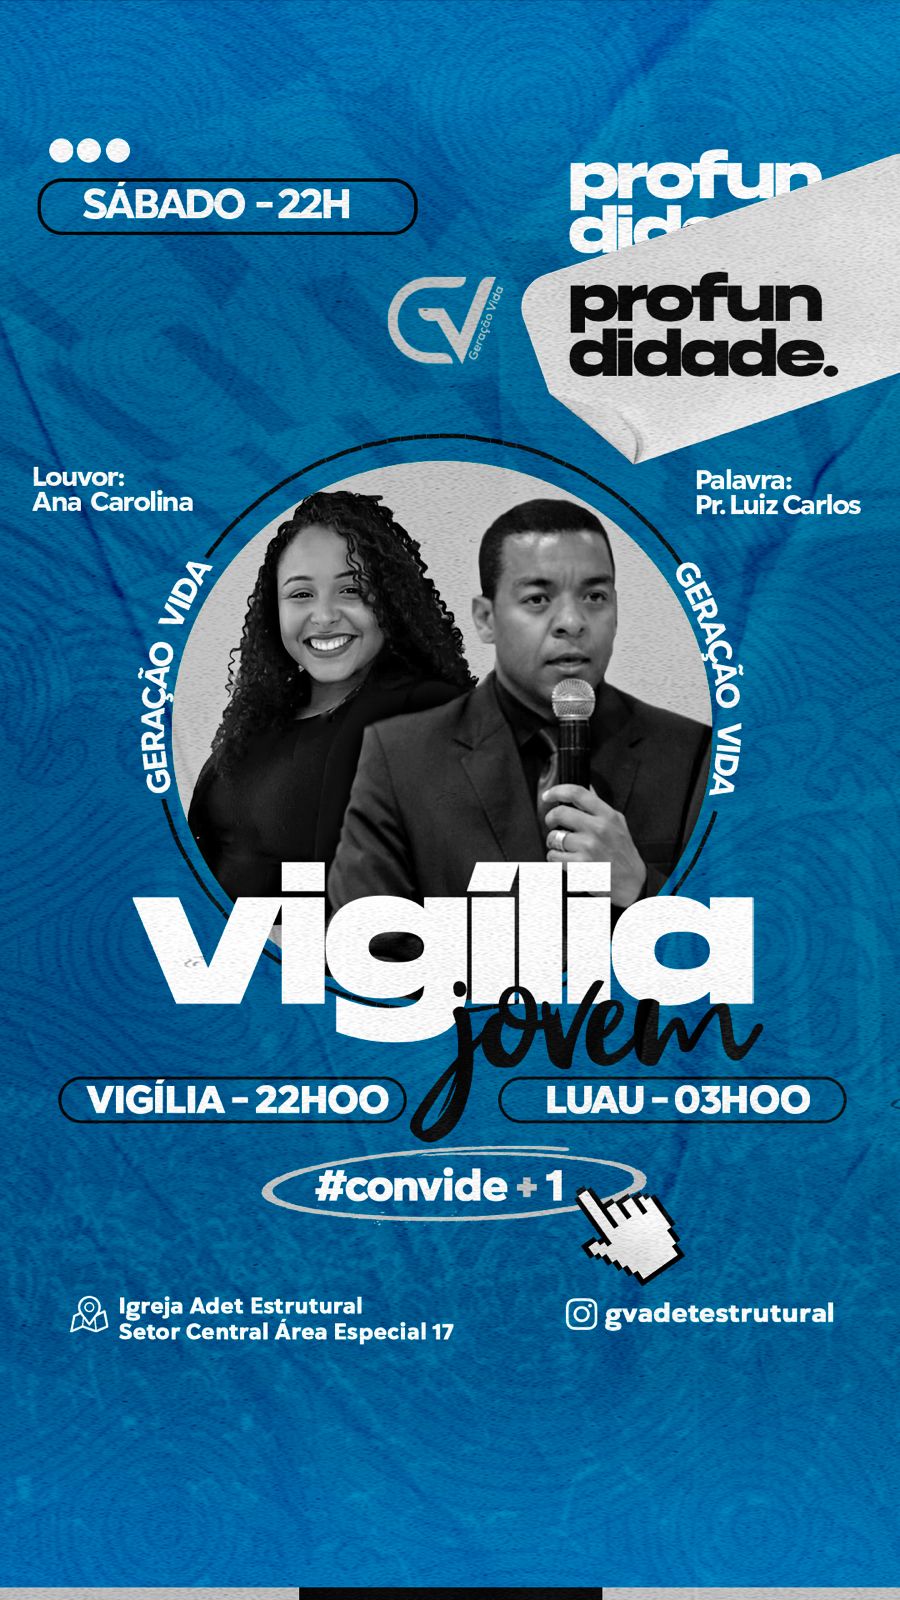 SÁBADO - 22H
profun
profun
didade.
GV
Geração Vida
Louvor:
Ana Carolina
Palavra:
Pr. Luiz Carlos
GERAÇÃO VIDA
GERAÇÃO VIDA
vigília
jovem
VIGÍLIA - 22HOO
LUAU - 03HOO
#convide + 1
Igreja Adet Estrutural
Setor Central Área Especial 17
gvadetestrutural